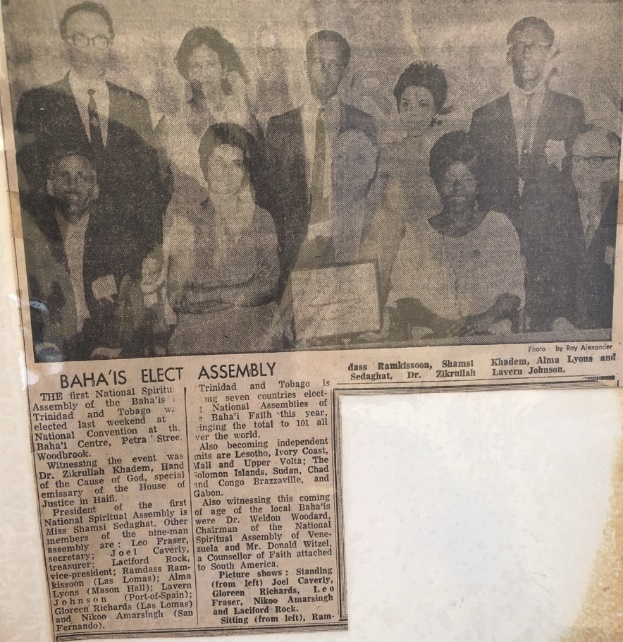 Photo by Roy Alexander
BAHA'IS ELECT ASSEMBLY
THE first National Spiritu
Assembly of the Baha'is
Trinidad and Tobago
elected last weekend at
National Convention at th
Baha'i Centre, Petra Stree.
Woodbrook.
Witnessing the event was
Dr. Zikrullah Khadem, Hand
of the Cause of God, special
emissary of the House of
Justice in Haifi.
President of the first
National Spiritual Assembly is
Miss Shamsi Sedaghat. Other
members of the nine-man
assembly are: Leo Fraser,
secretary; Joel Caverly,
treasurer; Laciford Rock,
vice-president; Ramdass Ram-
kissoon (Las Lomas); Alma
Lyons (Mason Hall); Lavern
Johnson (Port-of-Spain);
Gloreen Richards (Las Lomas)
and Nikoo Amarsingh (San
Fernando).
Trinidad and Tobago is
ng seven countries elect-
National Assemblies of
Baha'i Faith this year,
inging the total to 101 all
ver the world.
Also becoming independent
nits are Lesotho, Ivory Coast,
Mali and Upper Volta; The
olomon Islands, Sudan, Chad
and Congo Brazzaville, and
Gabon.
Also witnessing this coming
of age of the local Baha'is
were Dr. Weldon Woodard,
Chairman of the National
Spiritual Assembly of Vene-
zuela and Mr. Donald Witzel,
a Counsellor of Faith attached
to South America.
Picture shows: Standing
(from left) Joel Caverly,
Gloreen Richards, Leo
Fraser, Nikoo Amarsingh
and Laciford Rock.
Sitting (from left), Ram-
dass Ramkissoon, Shamsi Khadem, Alma Lyons and
Sedaghat, Dr. Zikrullah Lavern Johnson.